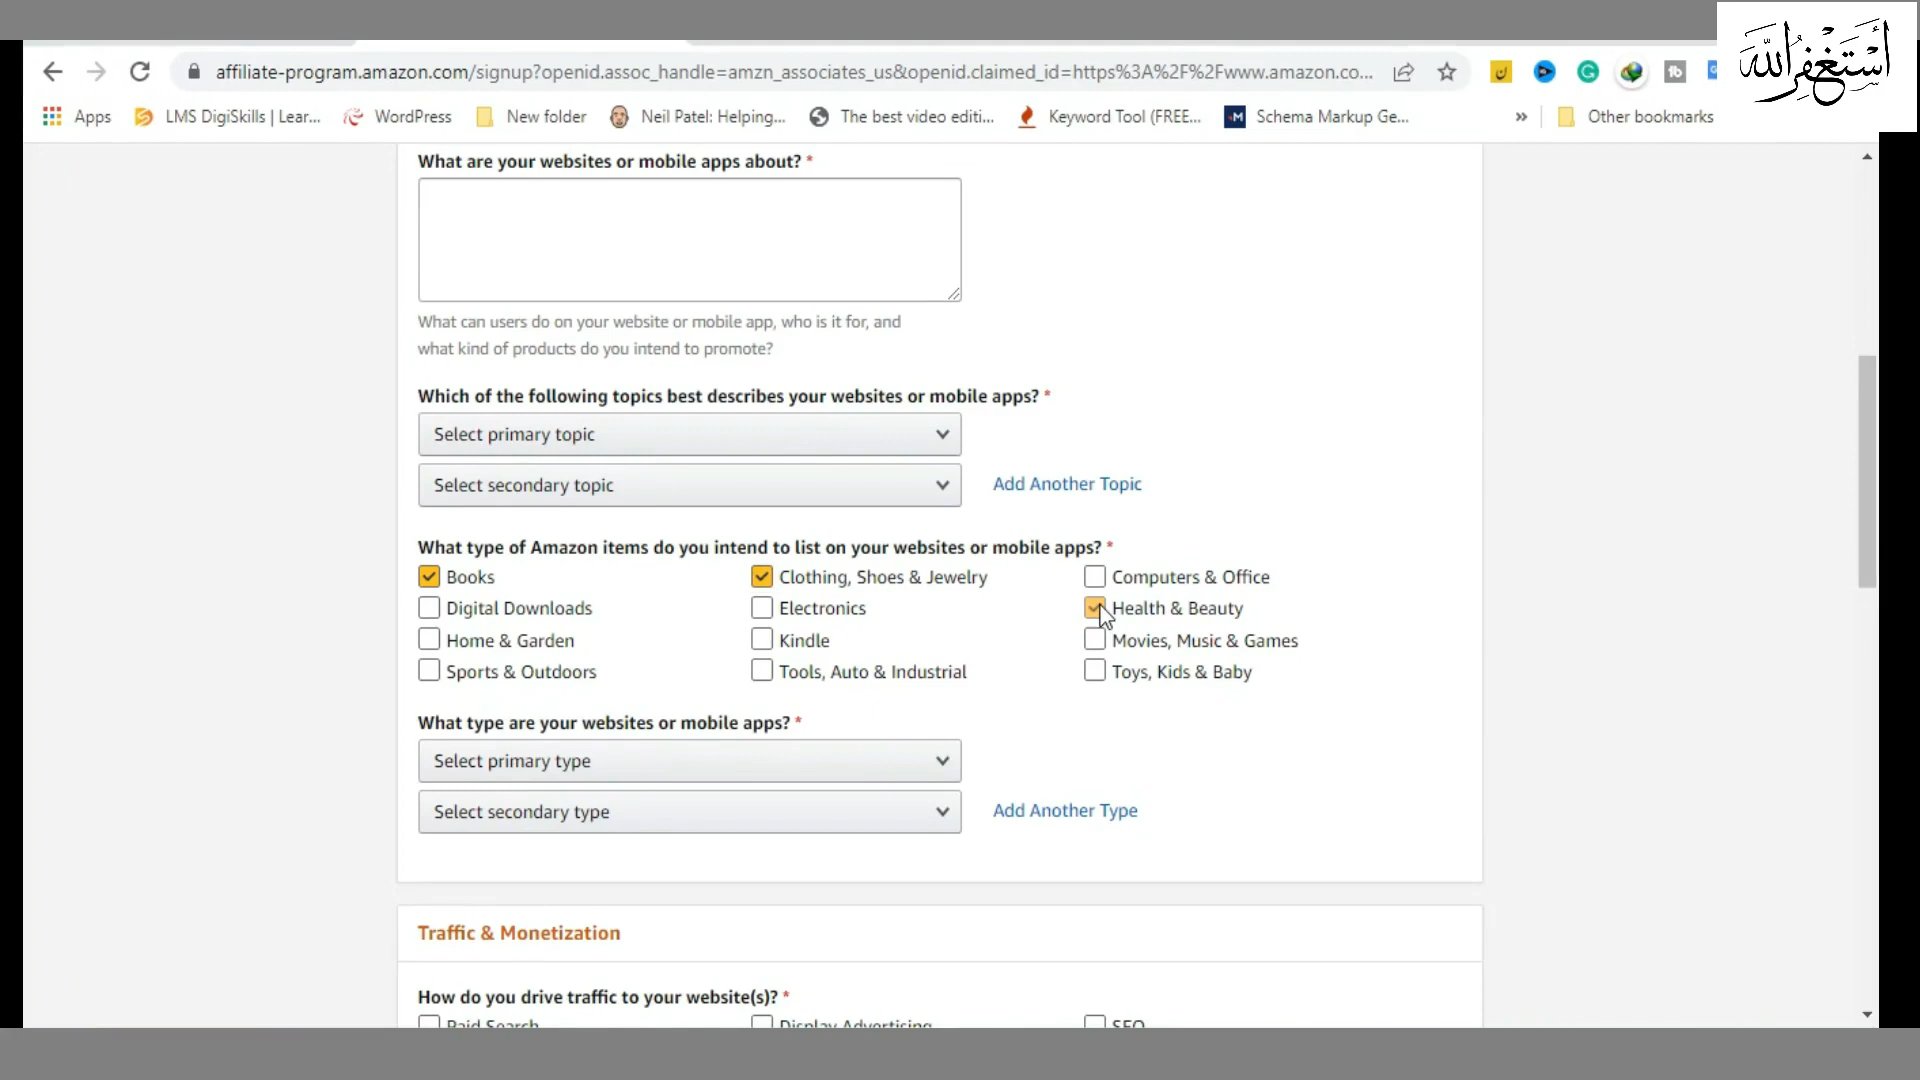 أستغفر الله
affiliate-program.amazon.com/signup?openid.assoc_handle=amzn_associates_us&openid.claimed_id=https%3A%2F%2Fwww.amazon.co...
Apps LMS DigiSkills | Lear... WordPress New folder Neil Patel: Helping... The best video editi... Keyword Tool (FREE... Schema Markup Ge... » Other bookmarks
What are your websites or mobile apps about? *
What can users do on your website or mobile app, who is it for, and
what kind of products do you intend to promote?
Which of the following topics best describes your websites or mobile apps? *
Select primary topic
Select secondary topic Add Another Topic
What type of Amazon items do you intend to list on your websites or mobile apps? *
Books Clothing, Shoes & Jewelry Computers & Office
Digital Downloads Electronics Health & Beauty
Home & Garden Kindle Movies, Music & Games
Sports & Outdoors Tools, Auto & Industrial Toys, Kids & Baby
What type are your websites or mobile apps? *
Select primary type
Select secondary type Add Another Type
Traffic & Monetization
How do you drive traffic to your website(s)? *
Paid Search Display Advertising SEO